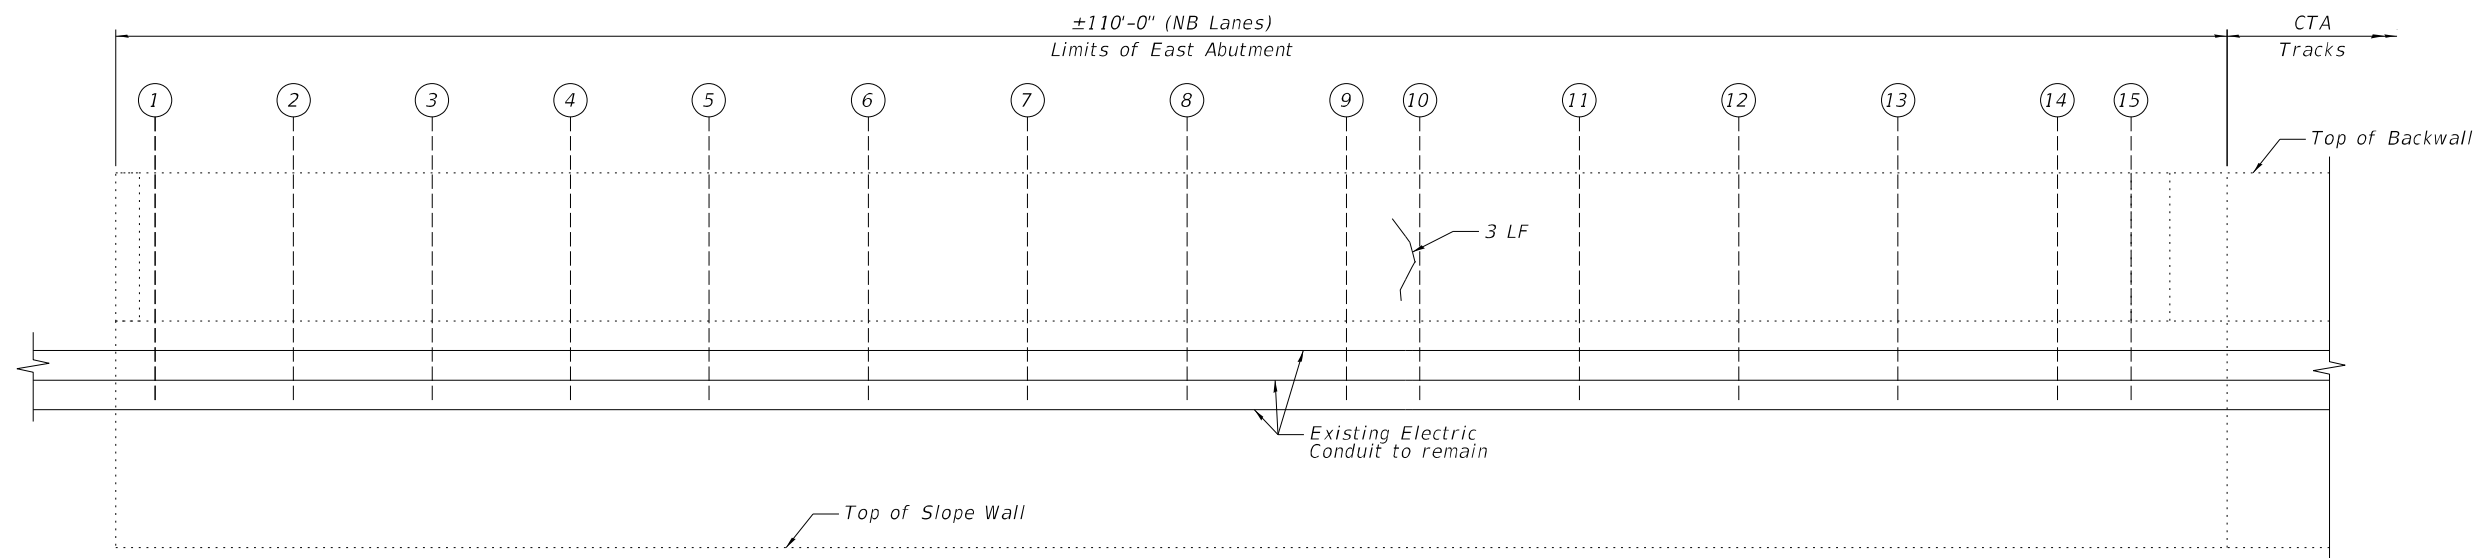 ±110'-0" (NB Lanes)
Limits of East Abutment
CTA
Tracks
1 2 3 4 5 6 7 8 9 10 11 12 13 14 15
Top of Backwall
3 LF
Existing Electric
Conduit to remain
Top of Slope Wall